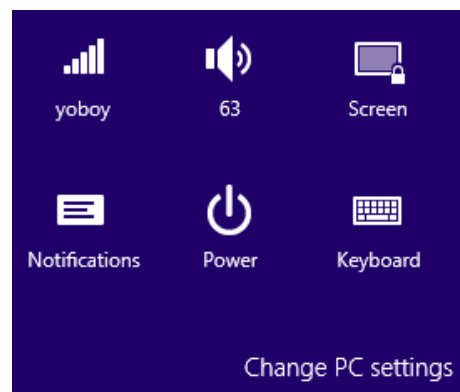 yoboy
63
Screen
Notifications
Power
Keyboard
Change PC settings